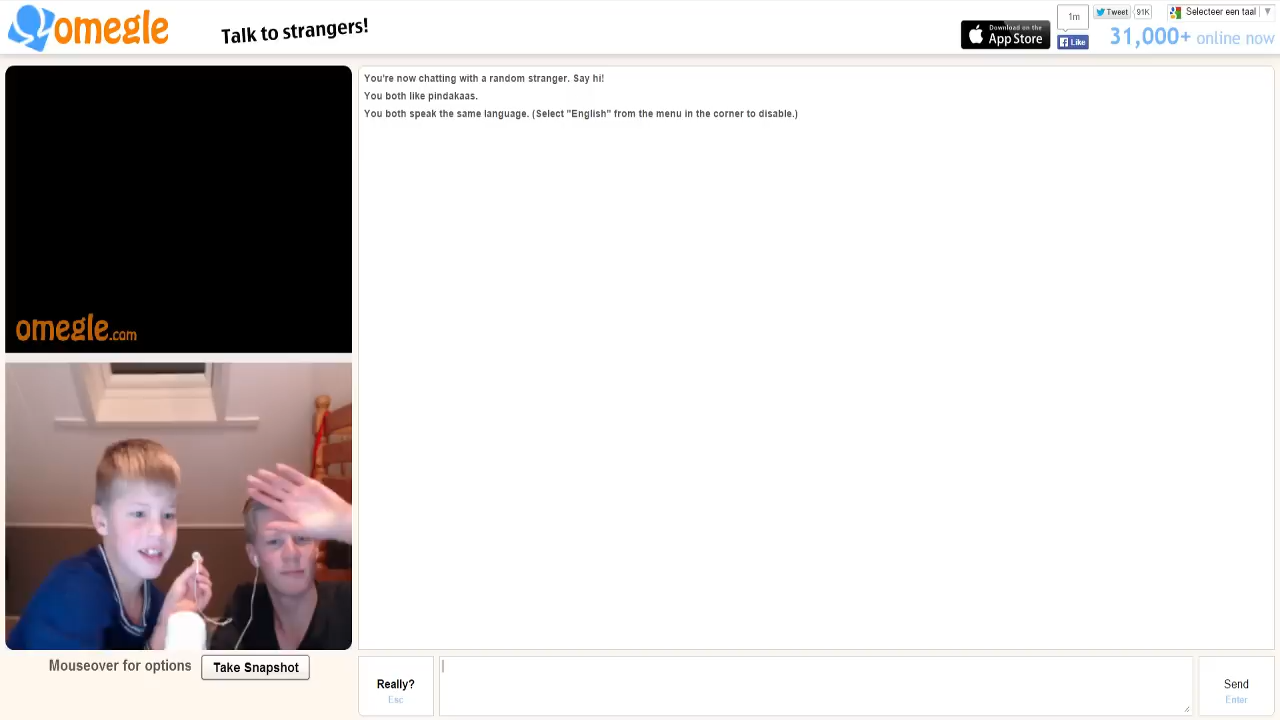 omegle
Talk to strangers!
Download on the
App Store
1m
Like
Tweet
91K
Selecteer een taal ▼
31,000+ online now
omegle.com
You're now chatting with a random stranger. Say hi!
You both like pindakaas.
You both speak the same language. (Select "English" from the menu in the corner to disable.)
Mouseover for options
Take Snapshot
Really?
Esc
Send
Enter